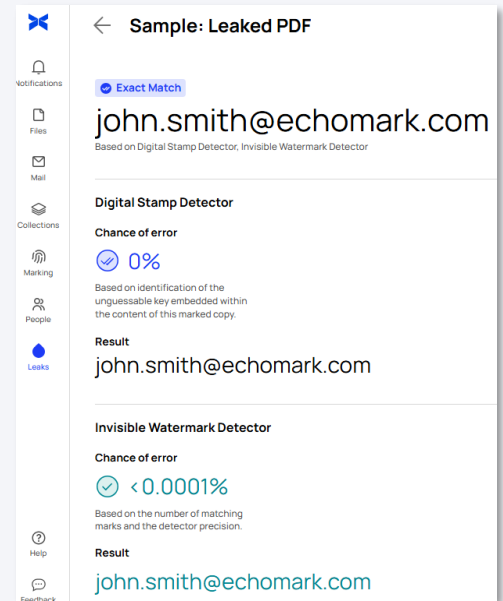 Sample: Leaked PDF
Notifications
Files
Mail
Collections
Marking
People
Leaks
Help
Feedback
Exact Match
john.smith@echomark.com
Based on Digital Stamp Detector, Invisible Watermark Detector
Digital Stamp Detector
Chance of error
0%
Based on identification of the
unguessable key embedded within
the content of this marked copy.
Result
john.smith@echomark.com
Invisible Watermark Detector
Chance of error
<0.0001%
Based on the number of matching
marks and the detector precision.
Result
john.smith@echomark.com